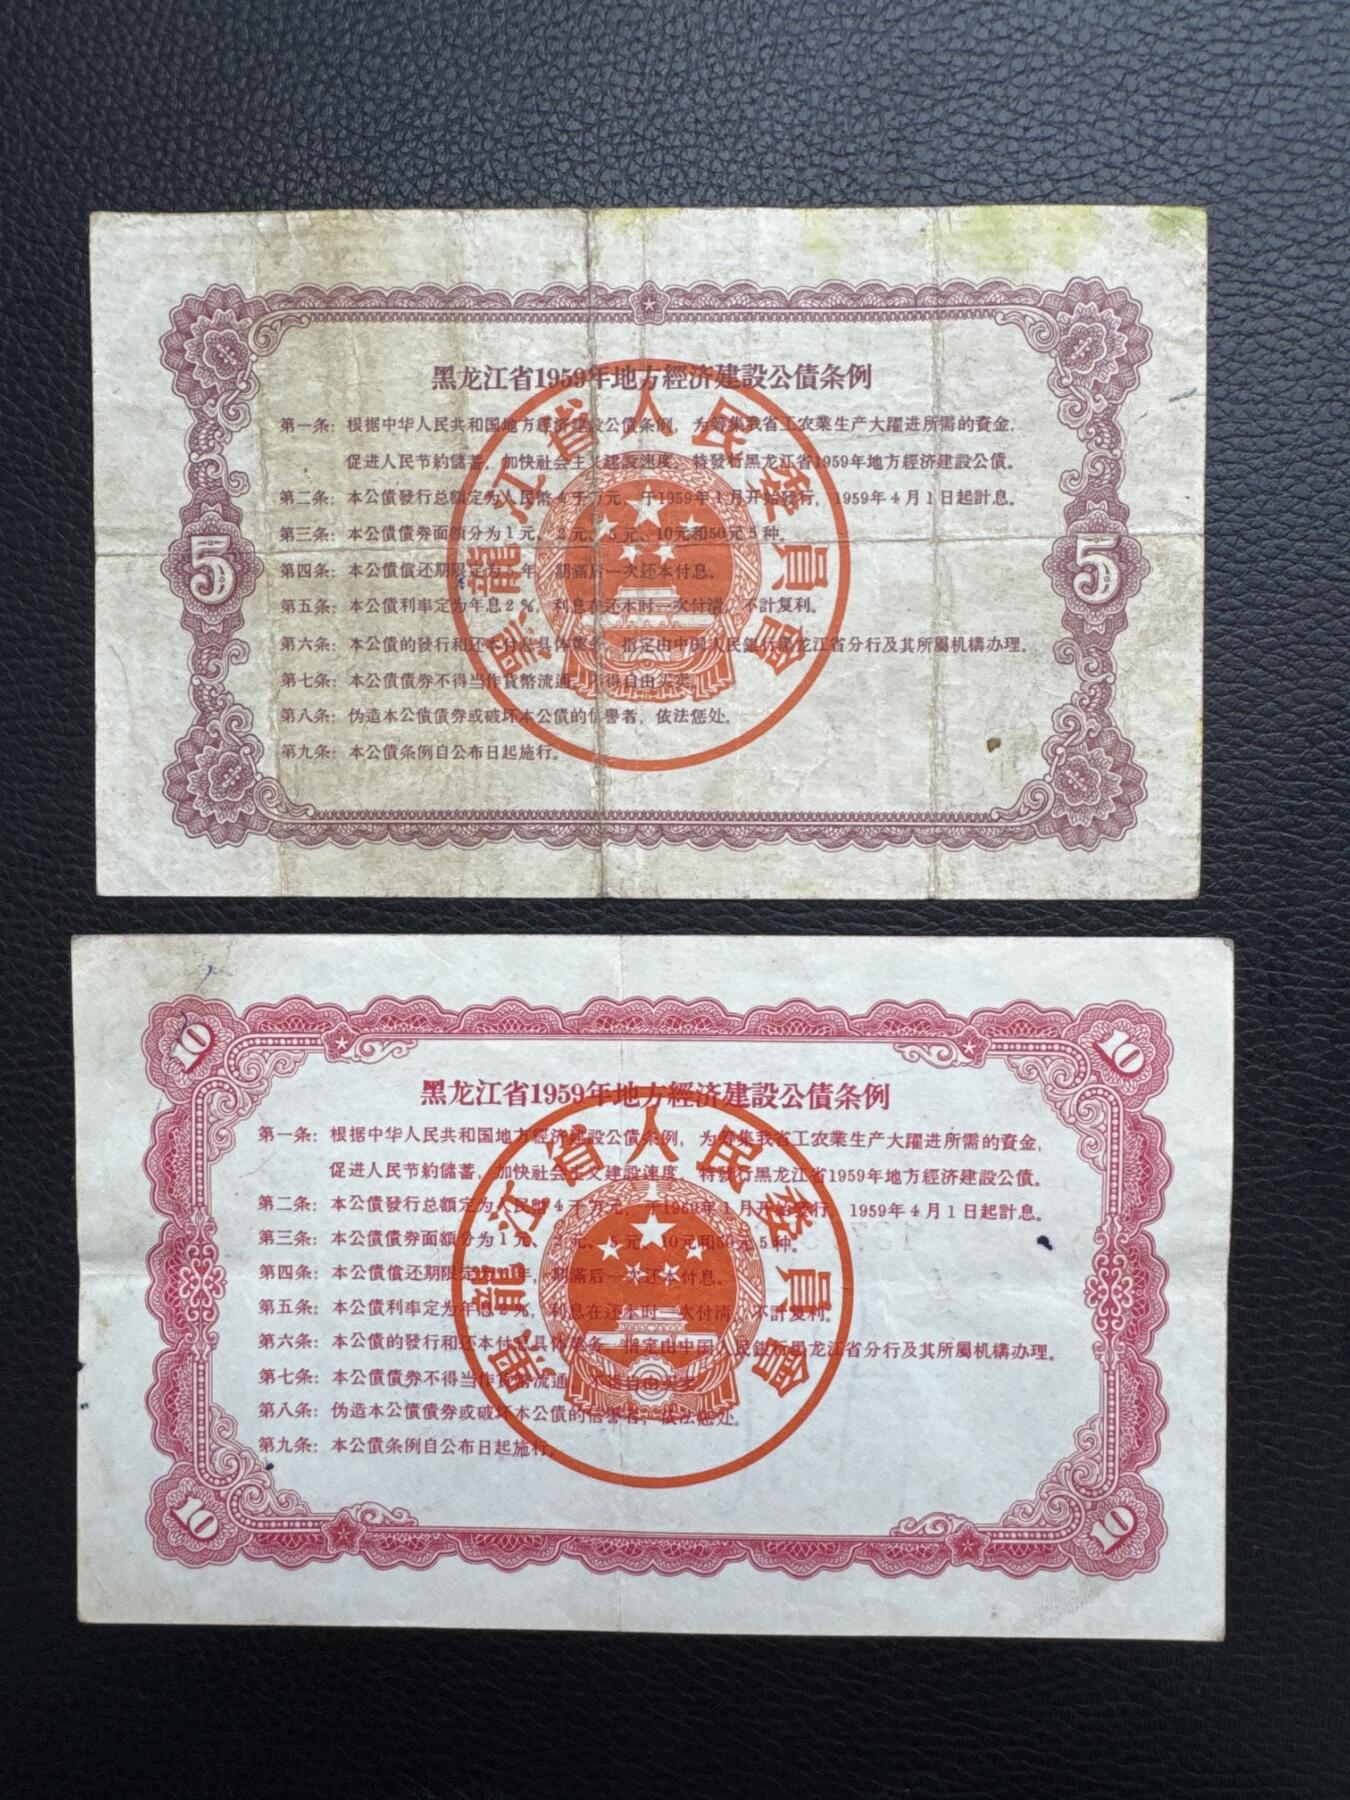 黑龙江省1959年地方經济建設公債条例
第一条：根据中华人民共和国地方經济建設公債条例，为筹集我省工农業生产大躍进所需的資金，
促进人民节約儲蓄，加快社会主义建設速度，特發行黑龙江省1959年地方經济建設公債。
第二条：本公債發行总額定为人民幣4千万元，于1959年1月开始發行，1959年4月1日起計息。
第三条：本公債債券面額分为1元、2元、5元、10元和50元5种。
第四条：本公債偿还期限定为 年，期滿后一次还本付息。
第五条：本公債利率定为年息2%，利息在还本时一次付清，不計复利。
第六条：本公債的發行和还本付息具体事务，指定由中国人民銀行黑龙江省分行及其所屬机構办理。
第七条：本公債債券不得当作貨幣流通，不得自由买卖。
第八条：伪造本公債債券或破坏本公債的信譽者，依法惩处。
第九条：本公債条例自公布日起施行。
5
5
黑龍江省人民委員會
10
10
黑龙江省1959年地方經济建設公債条例
第一条：根据中华人民共和国地方經济建設公債条例，为筹集我省工农業生产大躍进所需的資金，
促进人民节約儲蓄，加快社会主义建設速度，特發行黑龙江省1959年地方經济建設公債。
第二条：本公債發行总額定为人民幣4千万元，于1959年1月开始發行，1959年4月1日起計息。
第三条：本公債債券面額分为1元、2元、5元、10元和50元5种。
第四条：本公債偿还期限定为 年，期滿后一次还本付息。
第五条：本公債利率定为年息2%，利息在还本时一次付清，不計复利。
第六条：本公債的發行和还本付息具体事务，指定由中国人民銀行黑龙江省分行及其所屬机構办理。
第七条：本公債債券不得当作貨幣流通，不得自由买卖。
第八条：伪造本公債債券或破坏本公債的信譽者，依法惩处。
第九条：本公債条例自公布日起施行。
黑龍江省人民委員會
10
10